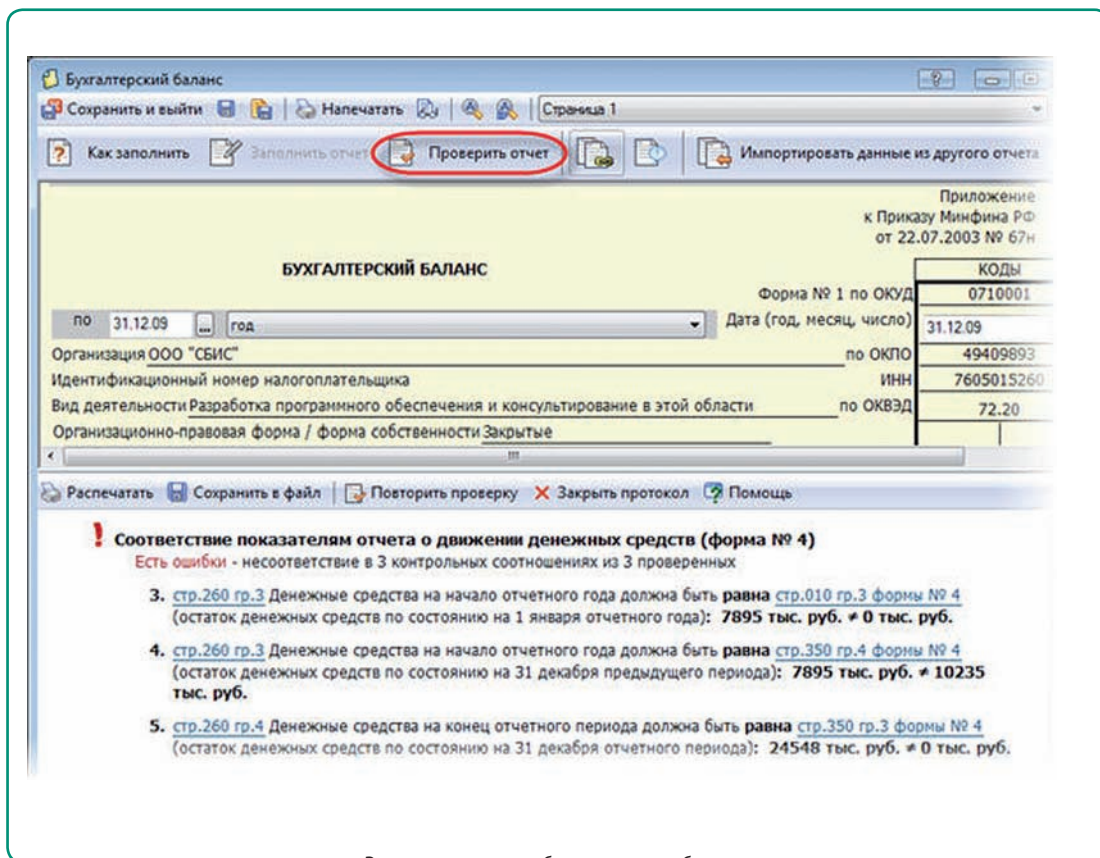 Бухгалтерский баланс
Сохранить и выйти Напечатать Страница 1
Как заполнить Заполнить отчет Проверить отчет Импортировать данные из другого отчета
Приложение
к Приказу Минфина РФ
от 22.07.2003 № 67н
БУХГАЛТЕРСКИЙ БАЛАНС КОДЫ
Форма № 1 по ОКУД 0710001
по 31.12.09 ... год Дата (год, месяц, число) 31.12.09
Организация ООО "СБИС" по ОКПО 49409893
Идентификационный номер налогоплательщика ИНН 7605015260
Вид деятельности Разработка программного обеспечения и консультирование в этой области по ОКВЭД 72.20
Организационно-правовая форма / форма собственности Закрытые
Распечатать Сохранить в файл Повторить проверку Закрыть протокол Помощь
! Соответствие показателям отчета о движении денежных средств (форма № 4)
Есть ошибки - несоответствие в 3 контрольных соотношениях из 3 проверенных
3. стр.260 гр.3 Денежные средства на начало отчетного года должна быть равна стр.010 гр.3 формы № 4
(остаток денежных средств по состоянию на 1 января отчетного года): 7895 тыс. руб. ≠ 0 тыс. руб.
4. стр.260 гр.3 Денежные средства на начало отчетного года должна быть равна стр.350 гр.4 формы № 4
(остаток денежных средств по состоянию на 31 декабря предыдущего периода): 7895 тыс. руб. ≠ 10235
тыс. руб.
5. стр.260 гр.4 Денежные средства на конец отчетного периода должна быть равна стр.350 гр.3 формы № 4
(остаток денежных средств по состоянию на 31 декабря отчетного периода): 24548 тыс. руб. ≠ 0 тыс. руб.